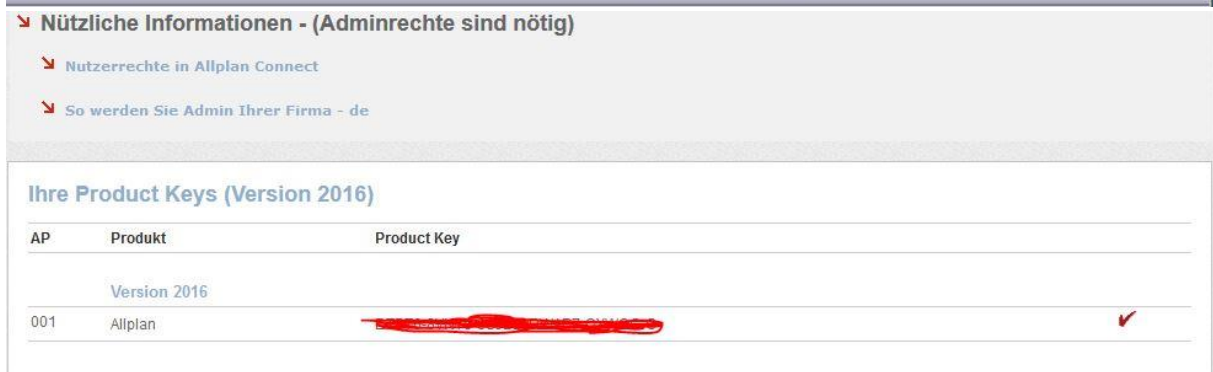 Nützliche Informationen - (Adminrechte sind nötig)
Nutzerrechte in Allplan Connect
So werden Sie Admin Ihrer Firma - de
Ihre Product Keys (Version 2016)
AP Produkt Product Key
Version 2016
001 Allplan